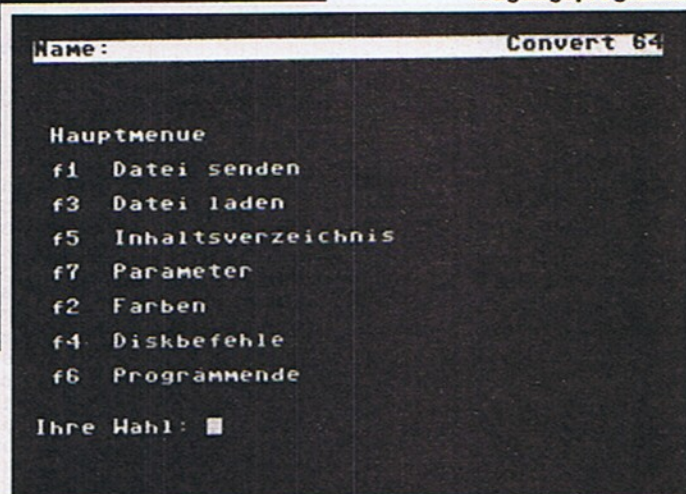 Name: Convert 64
Hauptmenue
f1 Datei senden
f3 Datei laden
f5 Inhaltsverzeichnis
f7 Parameter
f2 Farben
f4 Diskbefehle
f6 Programmende
Ihre Wahl: